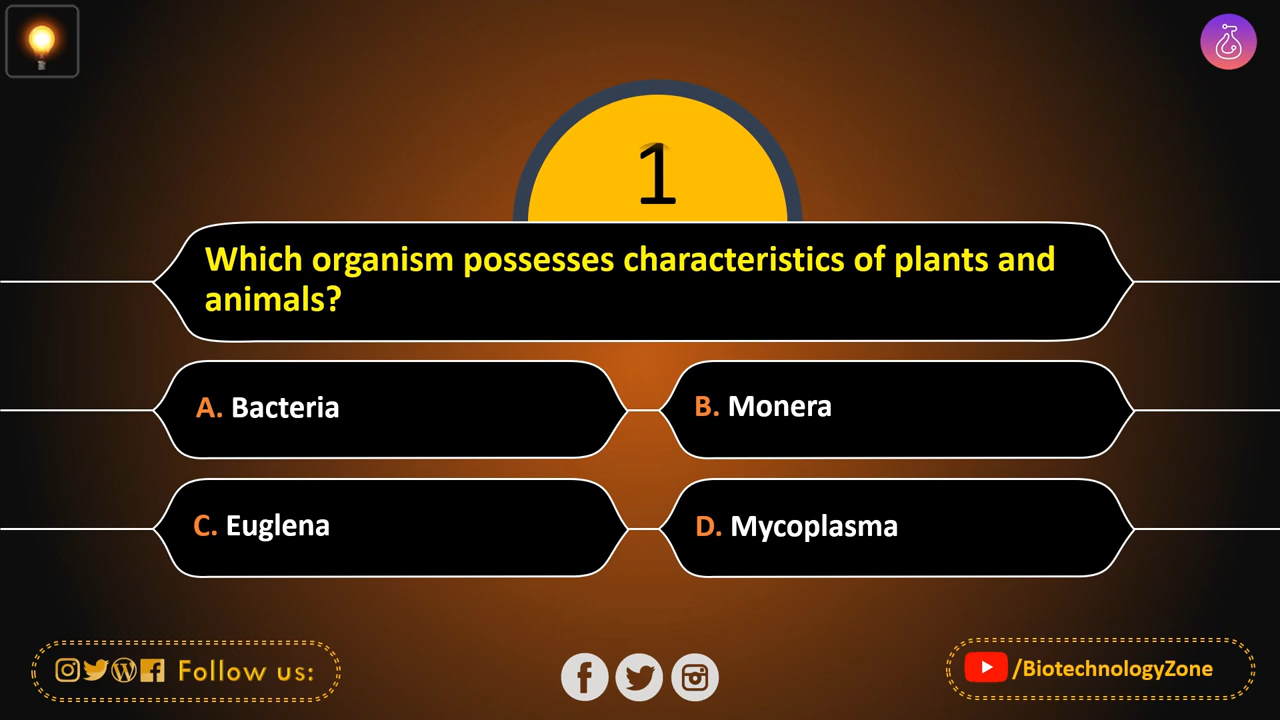 1
Which organism possesses characteristics of plants and
animals?
A. Bacteria
B. Monera
C. Euglena
D. Mycoplasma
Follow us:
/BiotechnologyZone